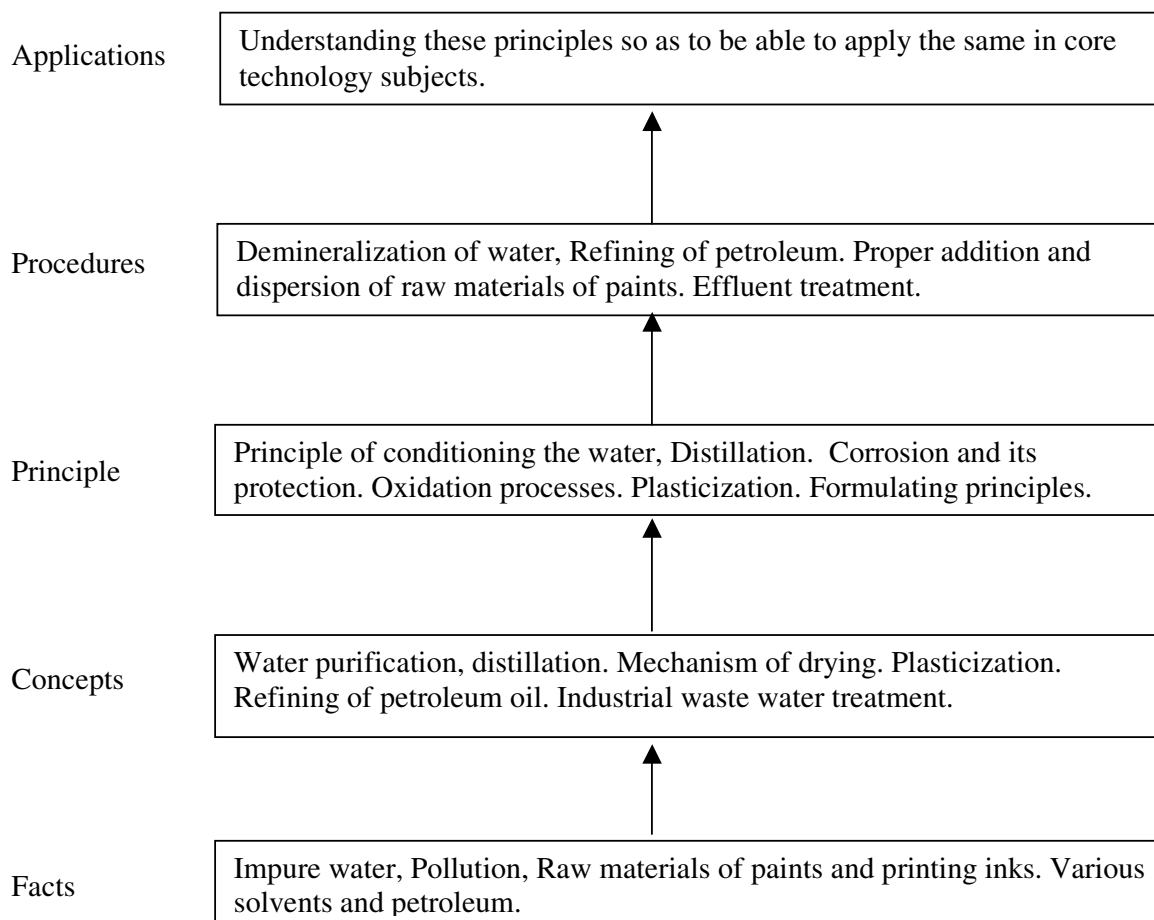 Applications
Understanding these principles so as to be able to apply the same in core
technology subjects.
Procedures
Demineralization of water, Refining of petroleum. Proper addition and
dispersion of raw materials of paints. Effluent treatment.
Principle
Principle of conditioning the water, Distillation.  Corrosion and its
protection. Oxidation processes. Plasticization. Formulating principles.
Concepts
Water purification, distillation. Mechanism of drying. Plasticization.
Refining of petroleum oil. Industrial waste water treatment.
Facts
Impure water, Pollution, Raw materials of paints and printing inks. Various
solvents and petroleum.